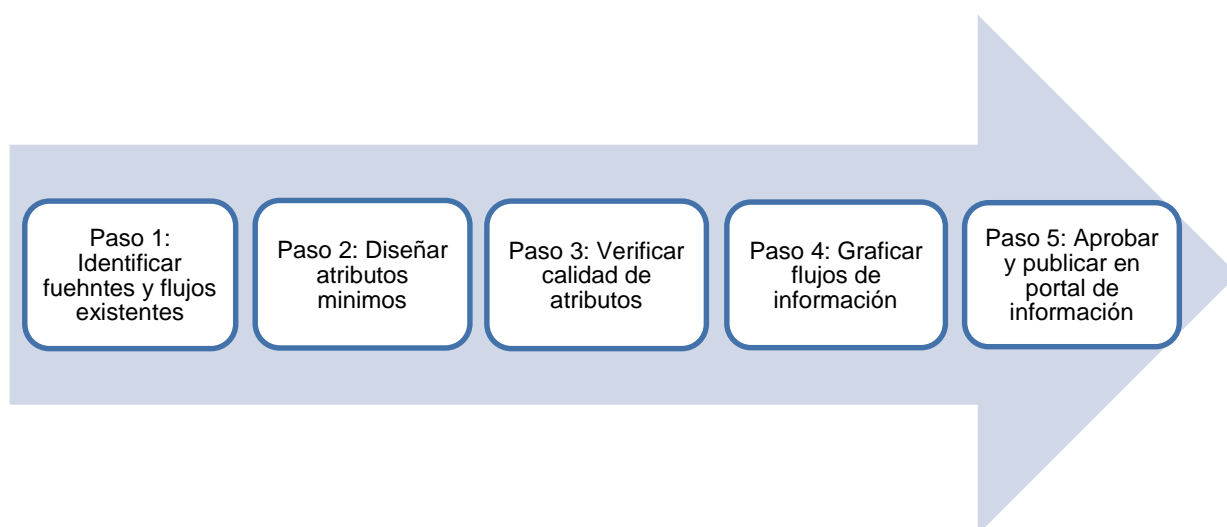 Paso 1:
Identificar
fuehntes y flujos
existentes
Paso 2: Diseñar
atributos
minimos
Paso 3: Verificar
calidad de
atributos
Paso 4: Graficar
flujos de
información
Paso 5: Aprobar
y publicar en
portal de
información